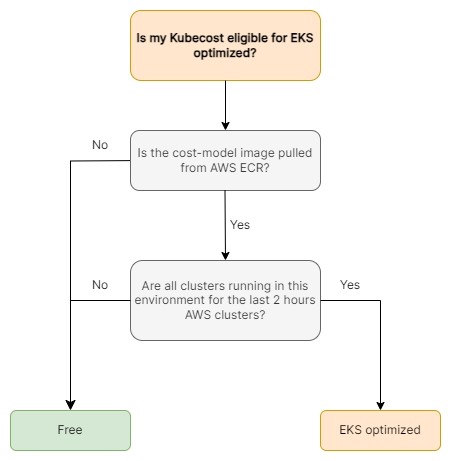 Is my Kubecost eligible for EKS
optimized?
No
Is the cost-model image pulled
from AWS ECR?
Yes
No
Are all clusters running in this
environment for the last 2 hours
AWS clusters?
Yes
Free
EKS optimized